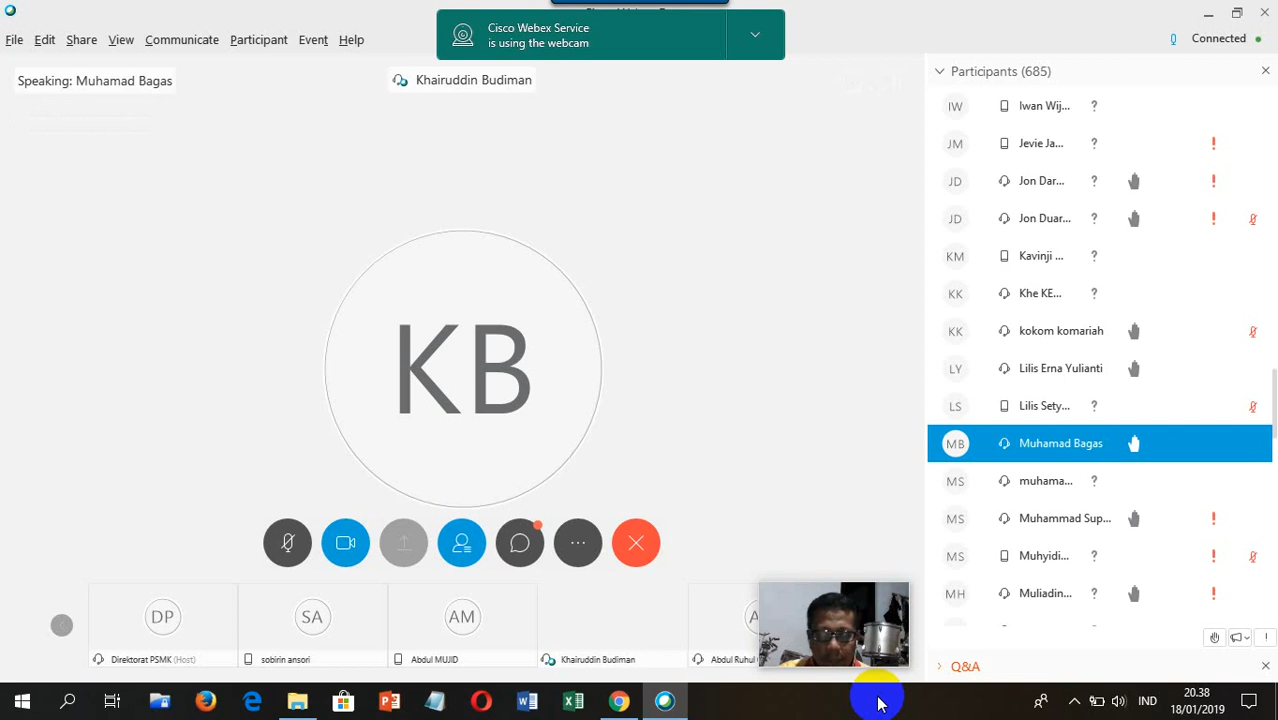 Cisco Webex Service
is using the webcam
File Edit Share View Communicate Participant Event Help
Connected
Speaking: Muhamad Bagas
Khairuddin Budiman
KB
DP
Direktorat PSMK (Host)
SA
sobirin ansori
AM
Abdul MUJID
Khairuddin Budiman
Abdul Ruhul
Participants (685)
IW Iwan Wij... ?
JM Jevie Ja... ? !
JD Jon Dar... ? !
JD Jon Duar... ? !
KM Kavinji ... ?
KK Khe KE... ?
KK kokom komariah
LY Lilis Erna Yulianti
LS Lilis Sety... ?
MB Muhamad Bagas
MS muhama... ?
MS Muhammad Sup... !
MS Muhyidi... ? !
MH Muliadin... !
Q&A
IND
20.38
18/01/2019